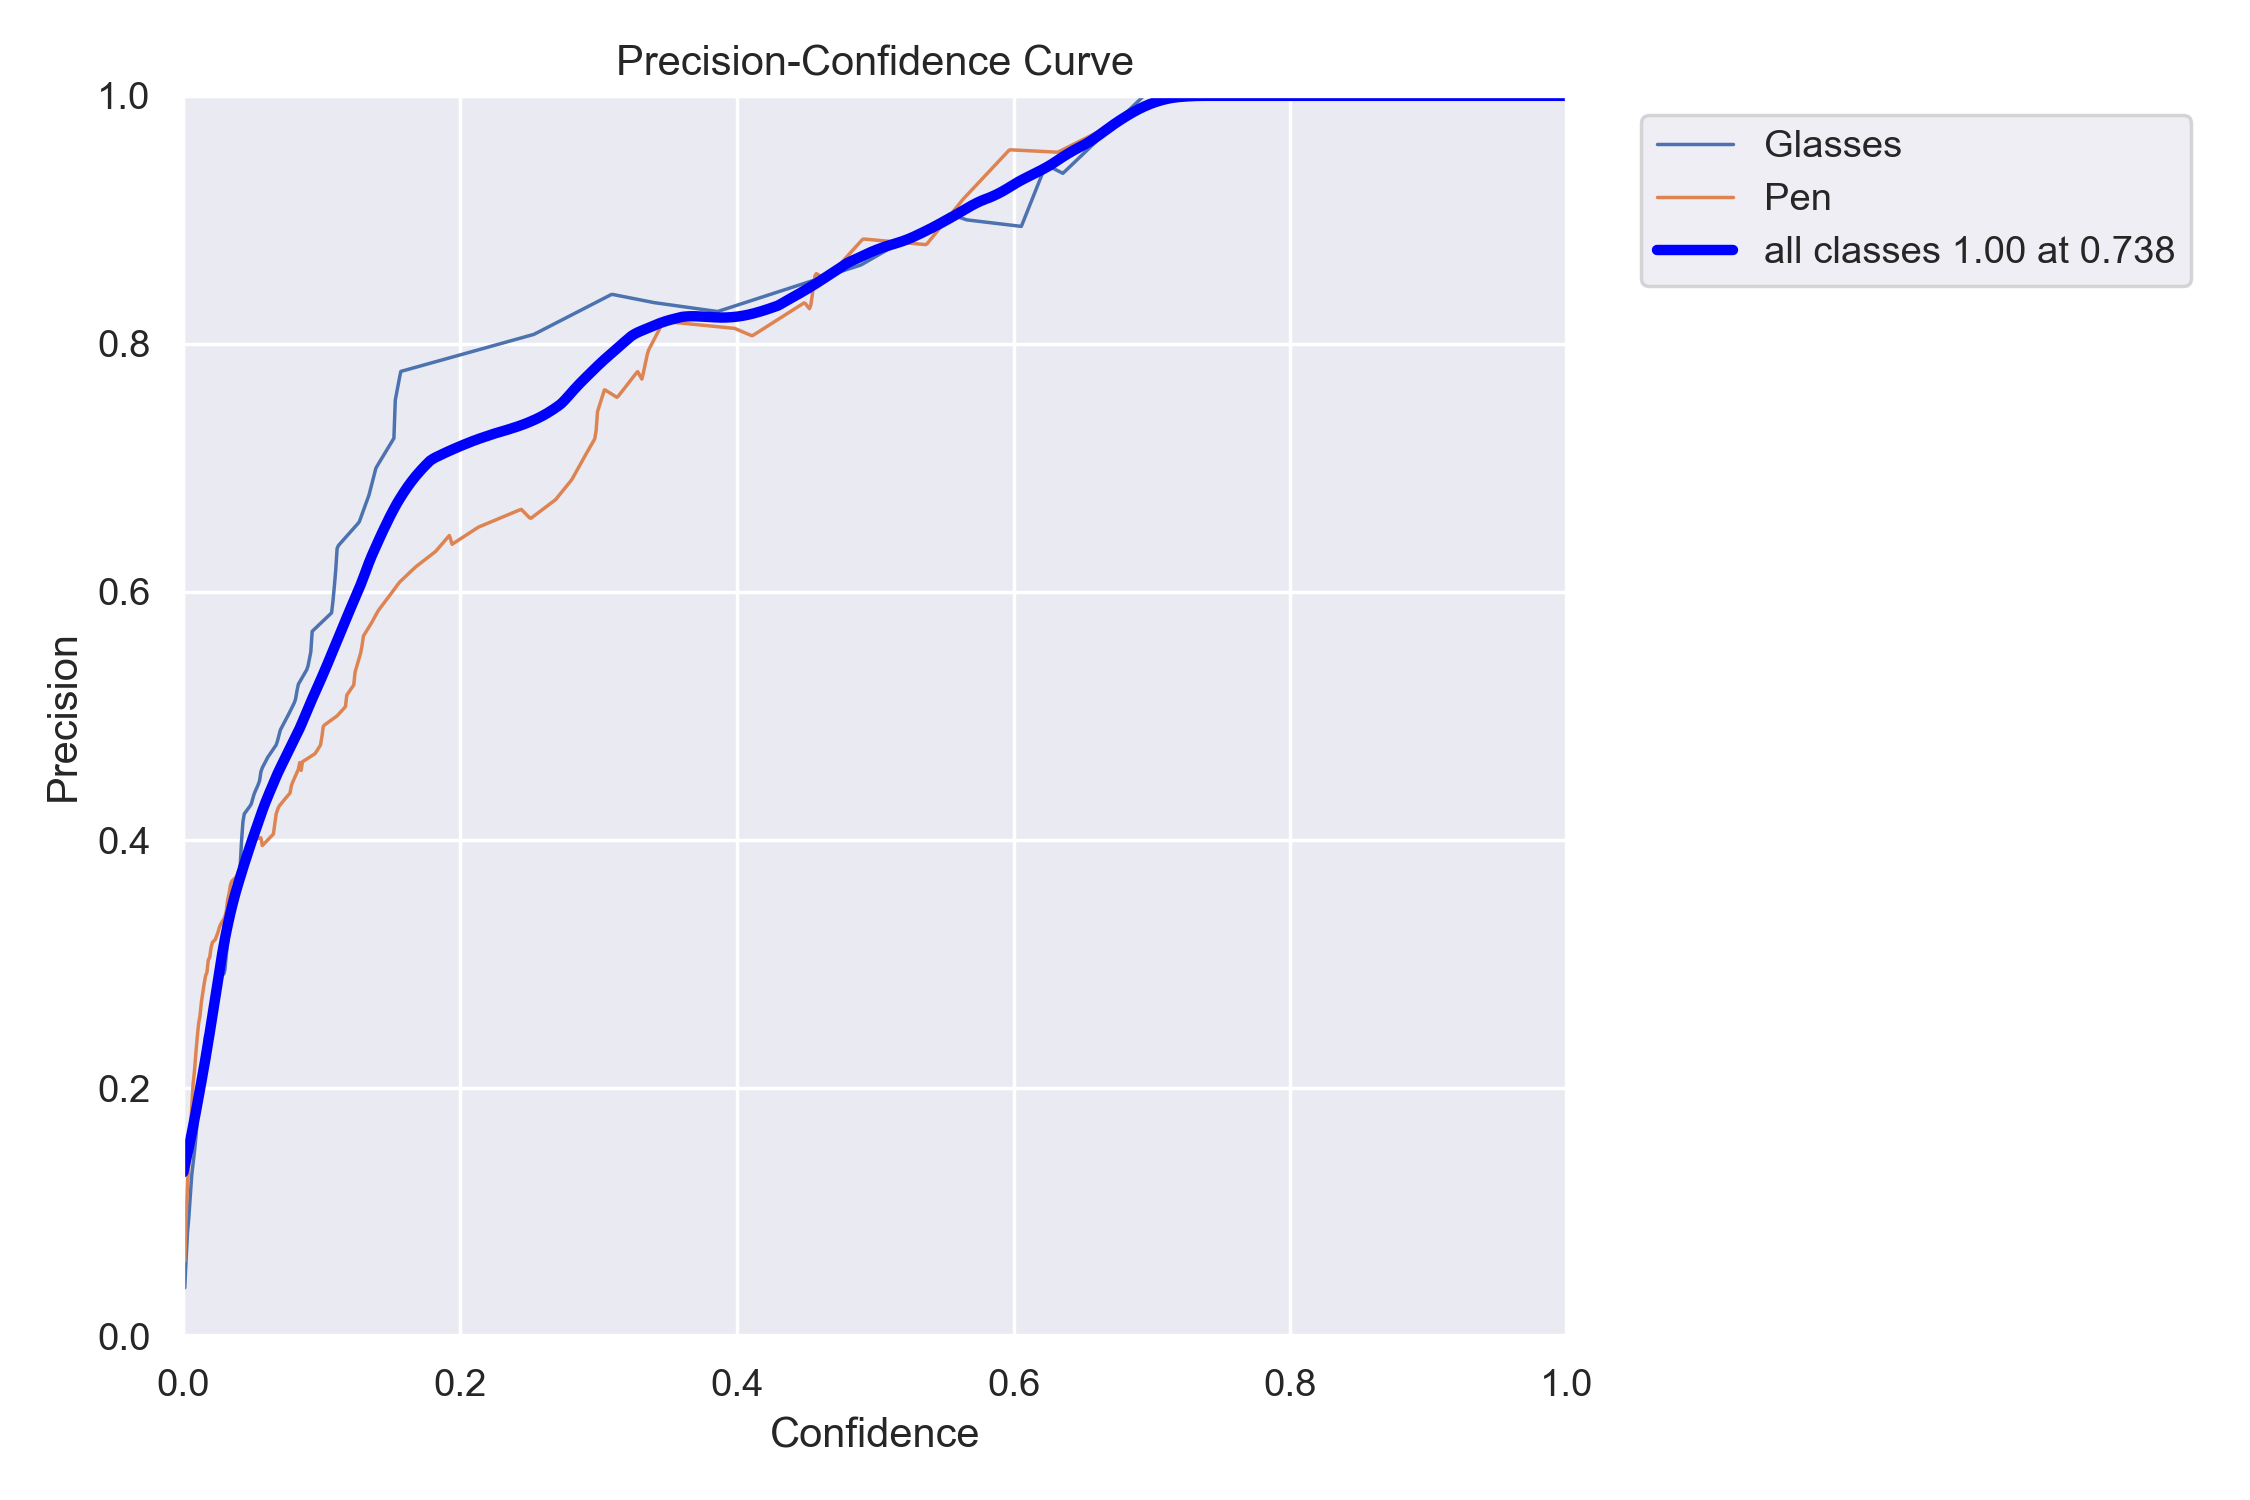 Precision-Confidence Curve
1.0
0.8
0.6
0.4
0.2
0.0
Precision
0.0 0.2 0.4 0.6 0.8 1.0
Confidence
Glasses
Pen
all classes 1.00 at 0.738